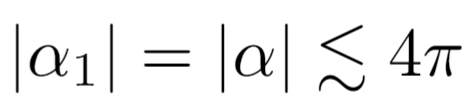 |α₁| = |α| ≲ 4π